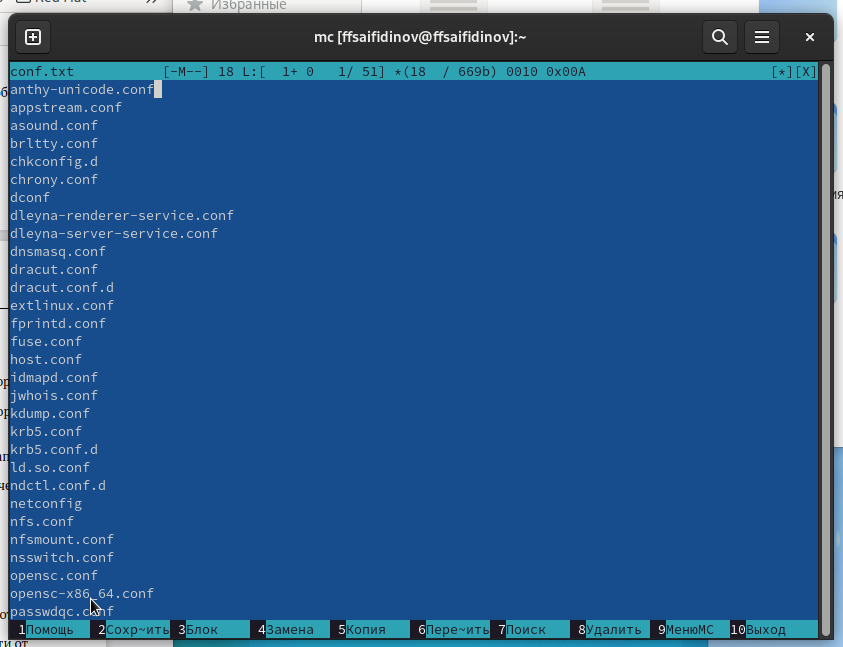 Избранные
mc [ffsaifidinov@ffsaifidinov]:~
conf.txt [-M--] 18 L:[ 1+ 0 1/ 51] *(18 / 669b) 0010 0x00A [*][X]
anthy-unicode.conf
appstream.conf
asound.conf
brltty.conf
chkconfig.d
chrony.conf
dconf
dleyna-renderer-service.conf
dleyna-server-service.conf
dnsmasq.conf
dracut.conf
dracut.conf.d
extlinux.conf
fprintd.conf
fuse.conf
host.conf
idmapd.conf
jwhois.conf
kdump.conf
krb5.conf
krb5.conf.d
ld.so.conf
ndctl.conf.d
netconfig
nfs.conf
nfsmount.conf
nsswitch.conf
opensc.conf
opensc-x86_64.conf
passwdqc.conf
1Помощь 2Сохр~ить 3Блок 4Замена 5Копия 6Пере~ить 7Поиск 8Удалить 9МенюMC 10Выход